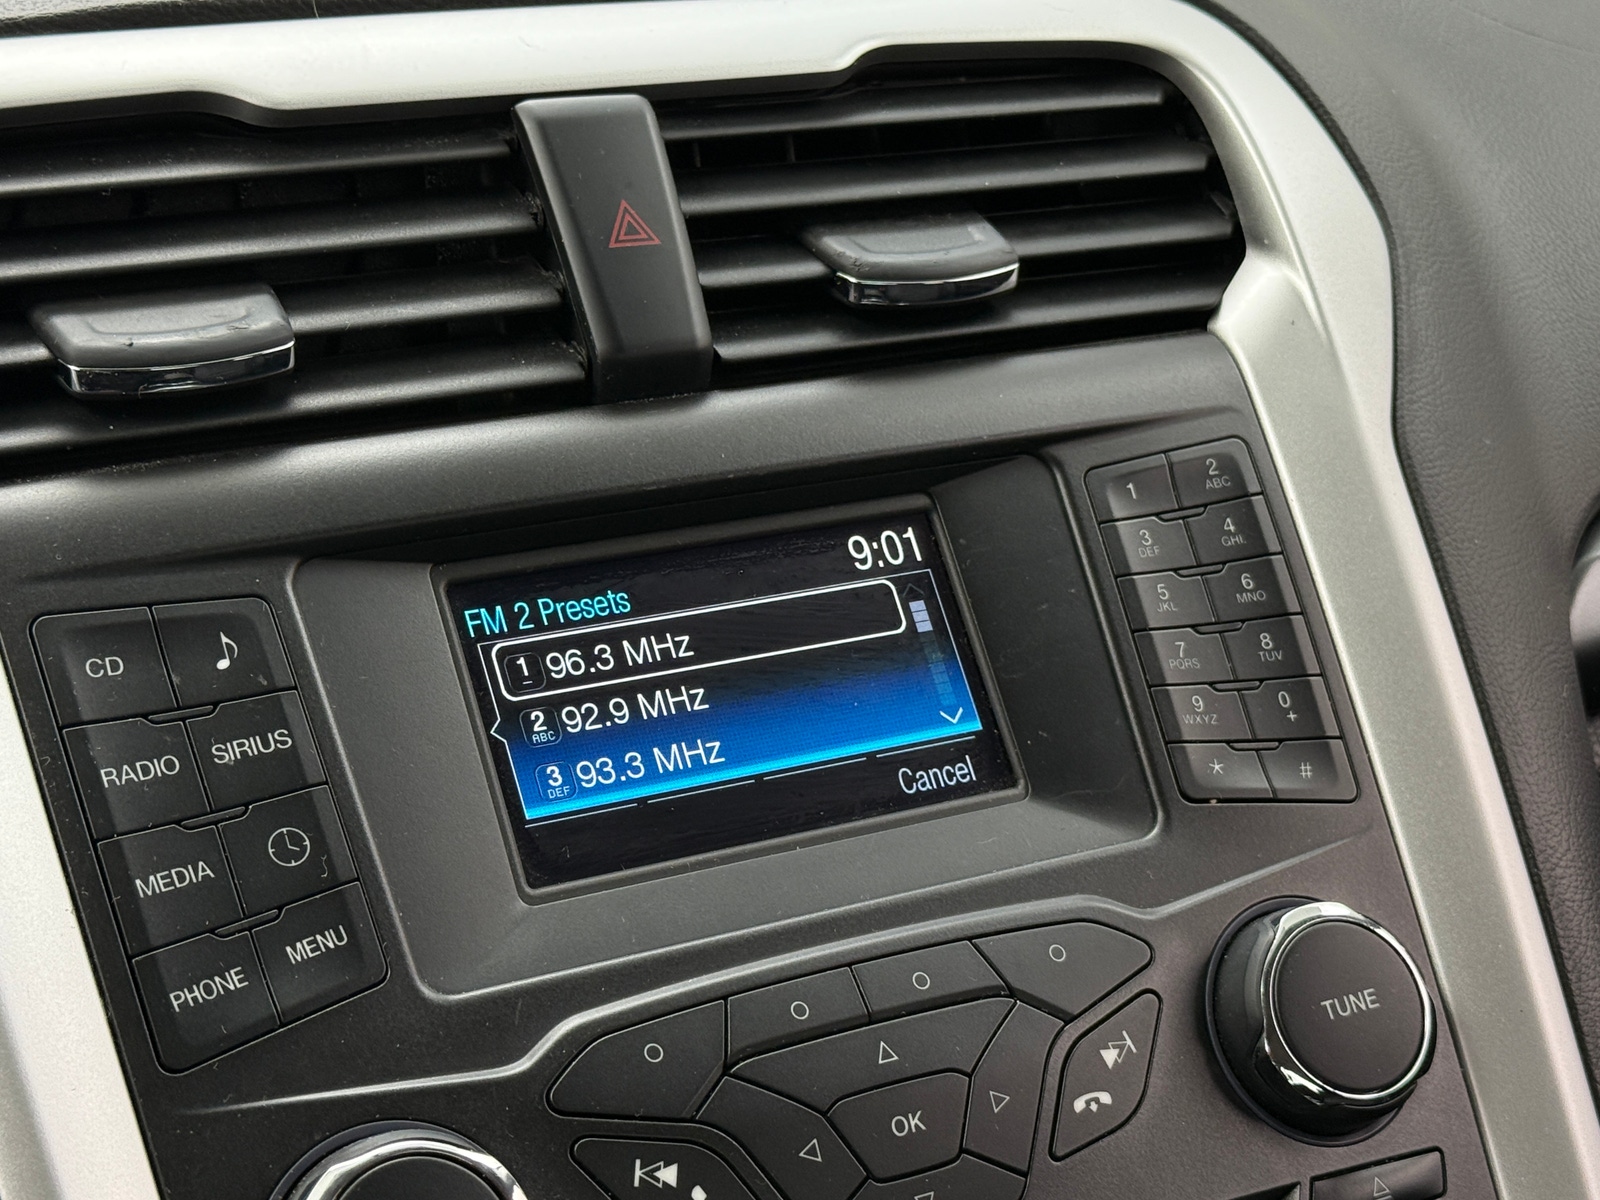 9:01
FM 2 Presets
1 96.3 MHz
2 ABC 92.9 MHz
3 DEF 93.3 MHz
Cancel
CD
RADIO
SIRIUS
MEDIA
PHONE
MENU
1
2 ABC
3 DEF
4 GHI
5 JKL
6 MNO
7 PQRS
8 TUV
9 WXYZ
0 +
*
#
TUNE
OK